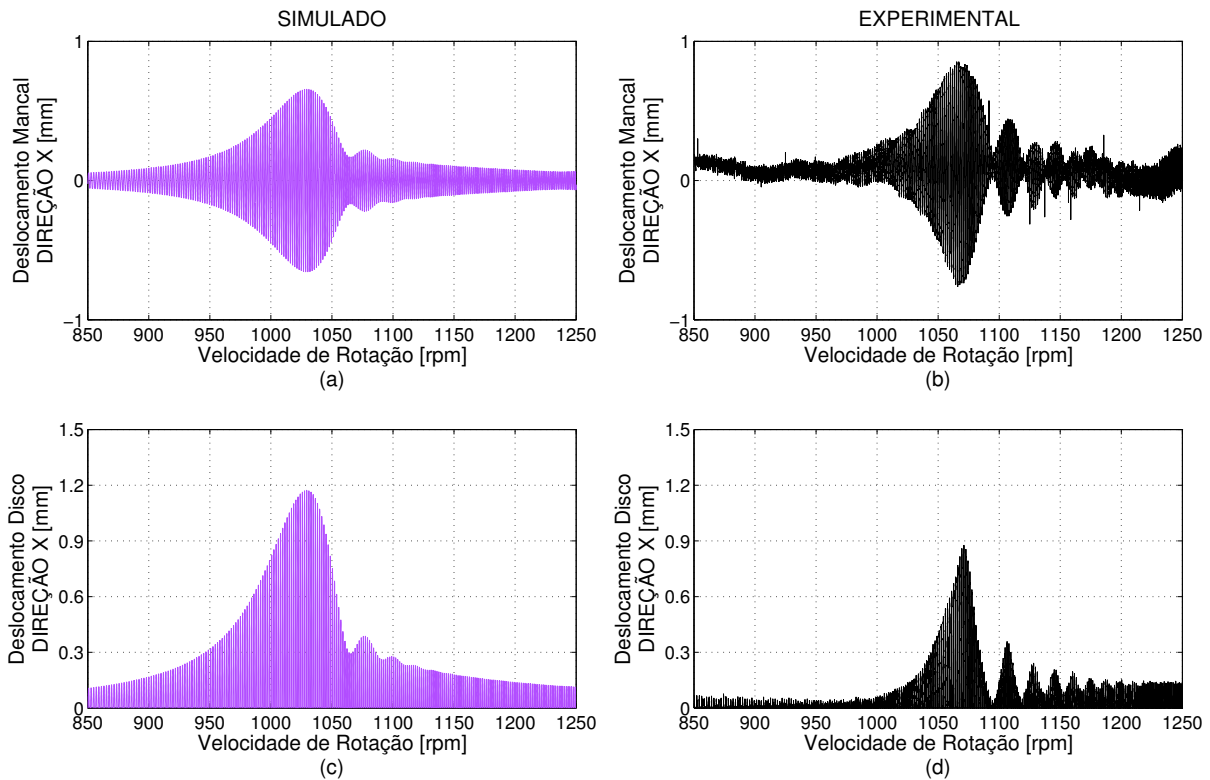 SIMULADO
EXPERIMENTAL
Deslocamento Mancal
DIREÇÃO X [mm]
1
0
−1
850 900 950 1000 1050 1100 1150 1200 1250
Velocidade de Rotação [rpm]
(a)
Deslocamento Mancal
DIREÇÃO X [mm]
1
0
−1
850 900 950 1000 1050 1100 1150 1200 1250
Velocidade de Rotação [rpm]
(b)
Deslocamento Disco
DIREÇÃO X [mm]
1.5
1.2
0.9
0.6
0.3
0
850 900 950 1000 1050 1100 1150 1200 1250
Velocidade de Rotação [rpm]
(c)
Deslocamento Disco
DIREÇÃO X [mm]
1.5
1.2
0.9
0.6
0.3
0
850 900 950 1000 1050 1100 1150 1200 1250
Velocidade de Rotação [rpm]
(d)